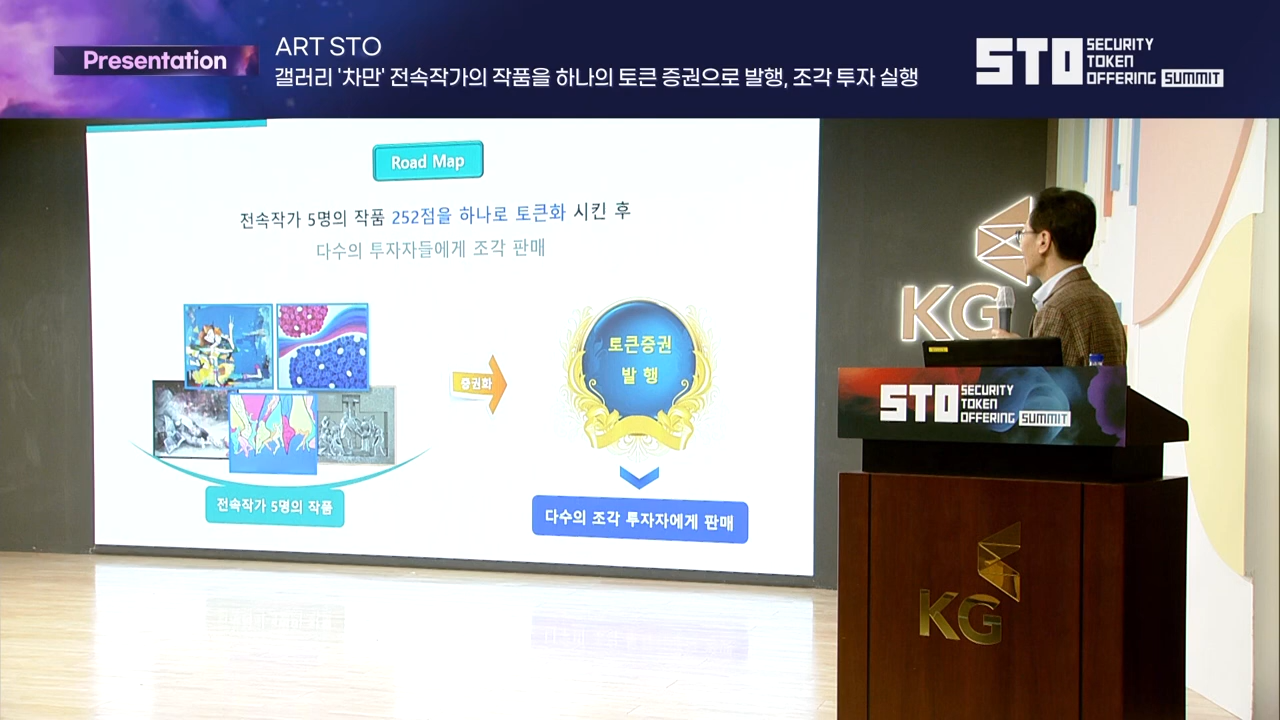 Presentation
ART STO
갤러리 '차만' 전속작가의 작품을 하나의 토큰 증권으로 발행, 조각 투자 실행
STO SECURITY
TOKEN
OFFERING SUMMIT
Road Map
전속작가 5명의 작품 252점을 하나로 토큰화 시킨 후
다수의 투자자들에게 조각 판매
토큰증권
발 행
증권화
전속작가 5명의 작품
다수의 조각 투자자에게 판매
KG
STO SECURITY
TOKEN
OFFERING SUMMIT
KG